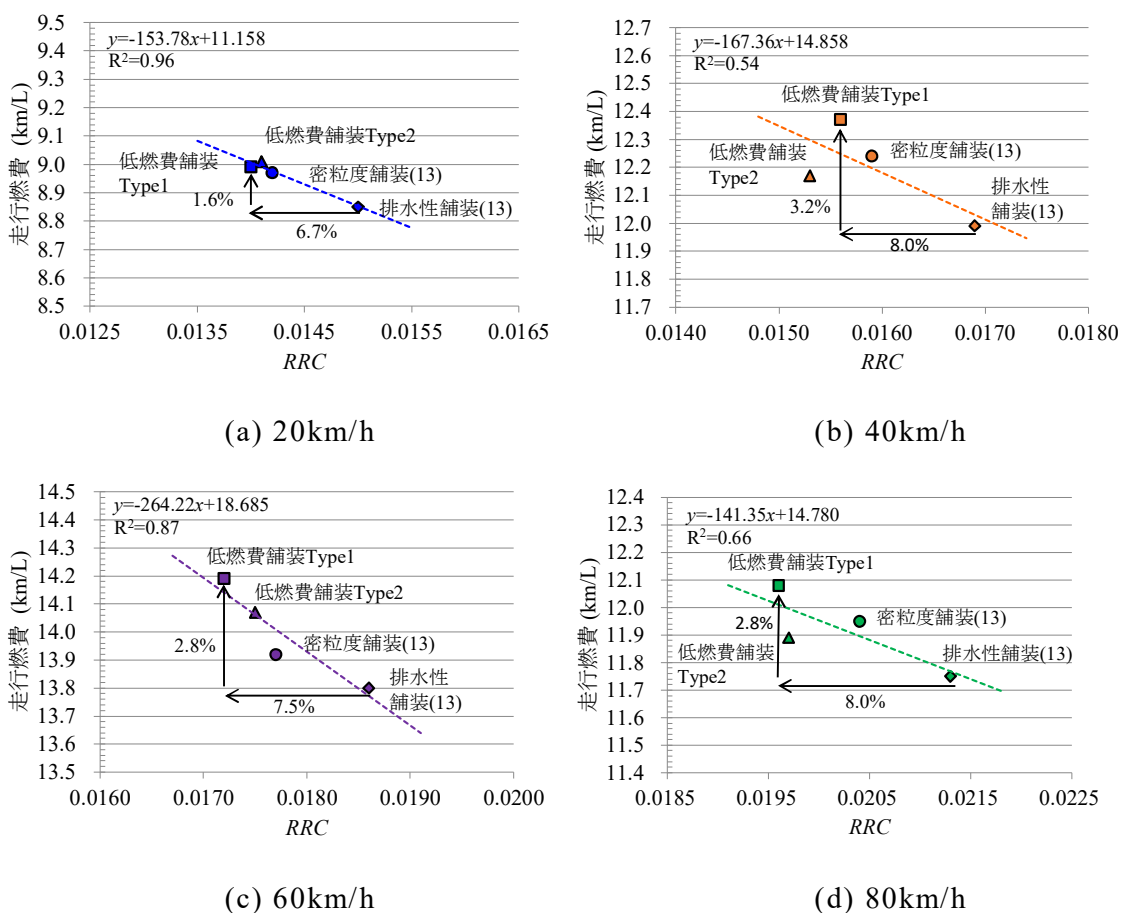 y=-153.78x+11.158
R²=0.96
走行燃費 (km/L)
9.5
9.4
9.3
9.2
9.1
9.0
8.9
8.8
8.7
8.6
8.5
低燃費舗装Type2
低燃費舗装
Type1
密粒度舗装(13)
1.6%
排水性舗装(13)
6.7%
0.0125 0.0135 0.0145 0.0155 0.0165
RRC
(a) 20km/h
y=-167.36x+14.858
R²=0.54
走行燃費 (km/L)
12.7
12.6
12.5
12.4
12.3
12.2
12.1
12.0
11.9
11.8
11.7
低燃費舗装Type1
低燃費舗装
Type2
密粒度舗装(13)
排水性
舗装(13)
3.2%
8.0%
0.0140 0.0150 0.0160 0.0170 0.0180
RRC
(b) 40km/h
y=-264.22x+18.685
R²=0.87
走行燃費 (km/L)
14.5
14.4
14.3
14.2
14.1
14.0
13.9
13.8
13.7
13.6
13.5
低燃費舗装Type1
低燃費舗装Type2
密粒度舗装(13)
2.8%
排水性
舗装(13)
7.5%
0.0160 0.0170 0.0180 0.0190 0.0200
RRC
(c) 60km/h
y=-141.35x+14.780
R²=0.66
走行燃費 (km/L)
12.4
12.3
12.2
12.1
12.0
11.9
11.8
11.7
11.6
11.5
11.4
低燃費舗装Type1
2.8%
密粒度舗装(13)
低燃費舗装
Type2
排水性舗装(13)
8.0%
0.0185 0.0195 0.0205 0.0215 0.0225
RRC
(d) 80km/h